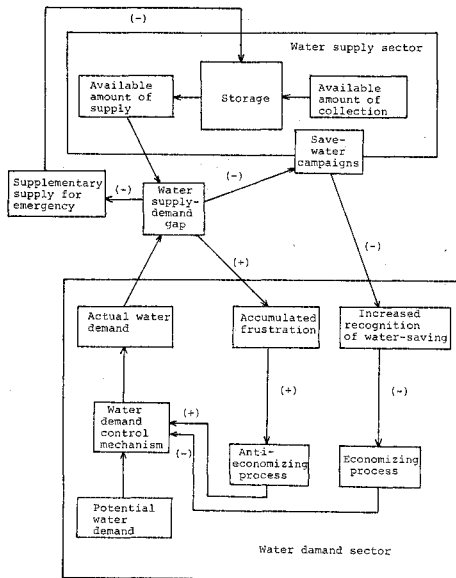 (-)
Water supply sector
Available
amount of
supply
Storage
Available
amount of
collection
Save-
water
campaigns
Supplementary
supply for
emergency
(-)
Water
supply-
demand
gap
(-)
(-)
(+)
Actual water
demand
Accumulated
frustration
Increased
recognition
of water-saving
(+)
(-)
Water
demand
control
mechanism
(+)
(-)
Anti-
economizing
process
Economizing
process
Potential
water
demand
Water damand sector